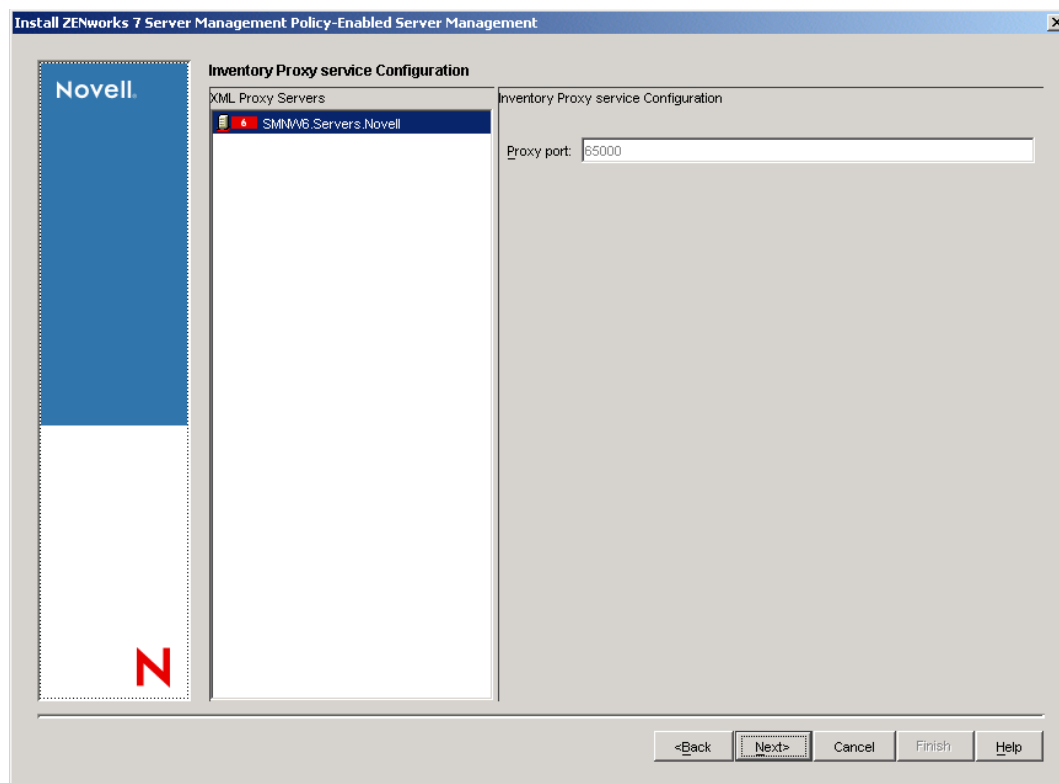 Install ZENworks 7 Server Management Policy-Enabled Server Management
Novell.
Inventory Proxy service Configuration
XML Proxy Servers
6 SMNW6.Servers.Novell
Inventory Proxy service Configuration
Proxy port: 65000
N
<Back Next> Cancel Finish Help